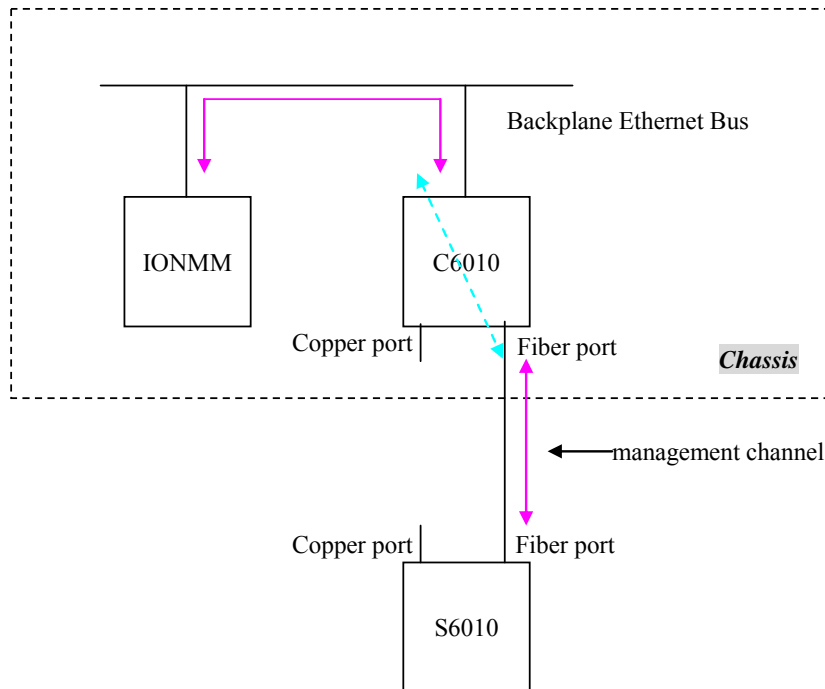 Backplane Ethernet Bus
IONMM
C6010
Copper port
Fiber port
Chassis
management channel
Copper port
Fiber port
S6010